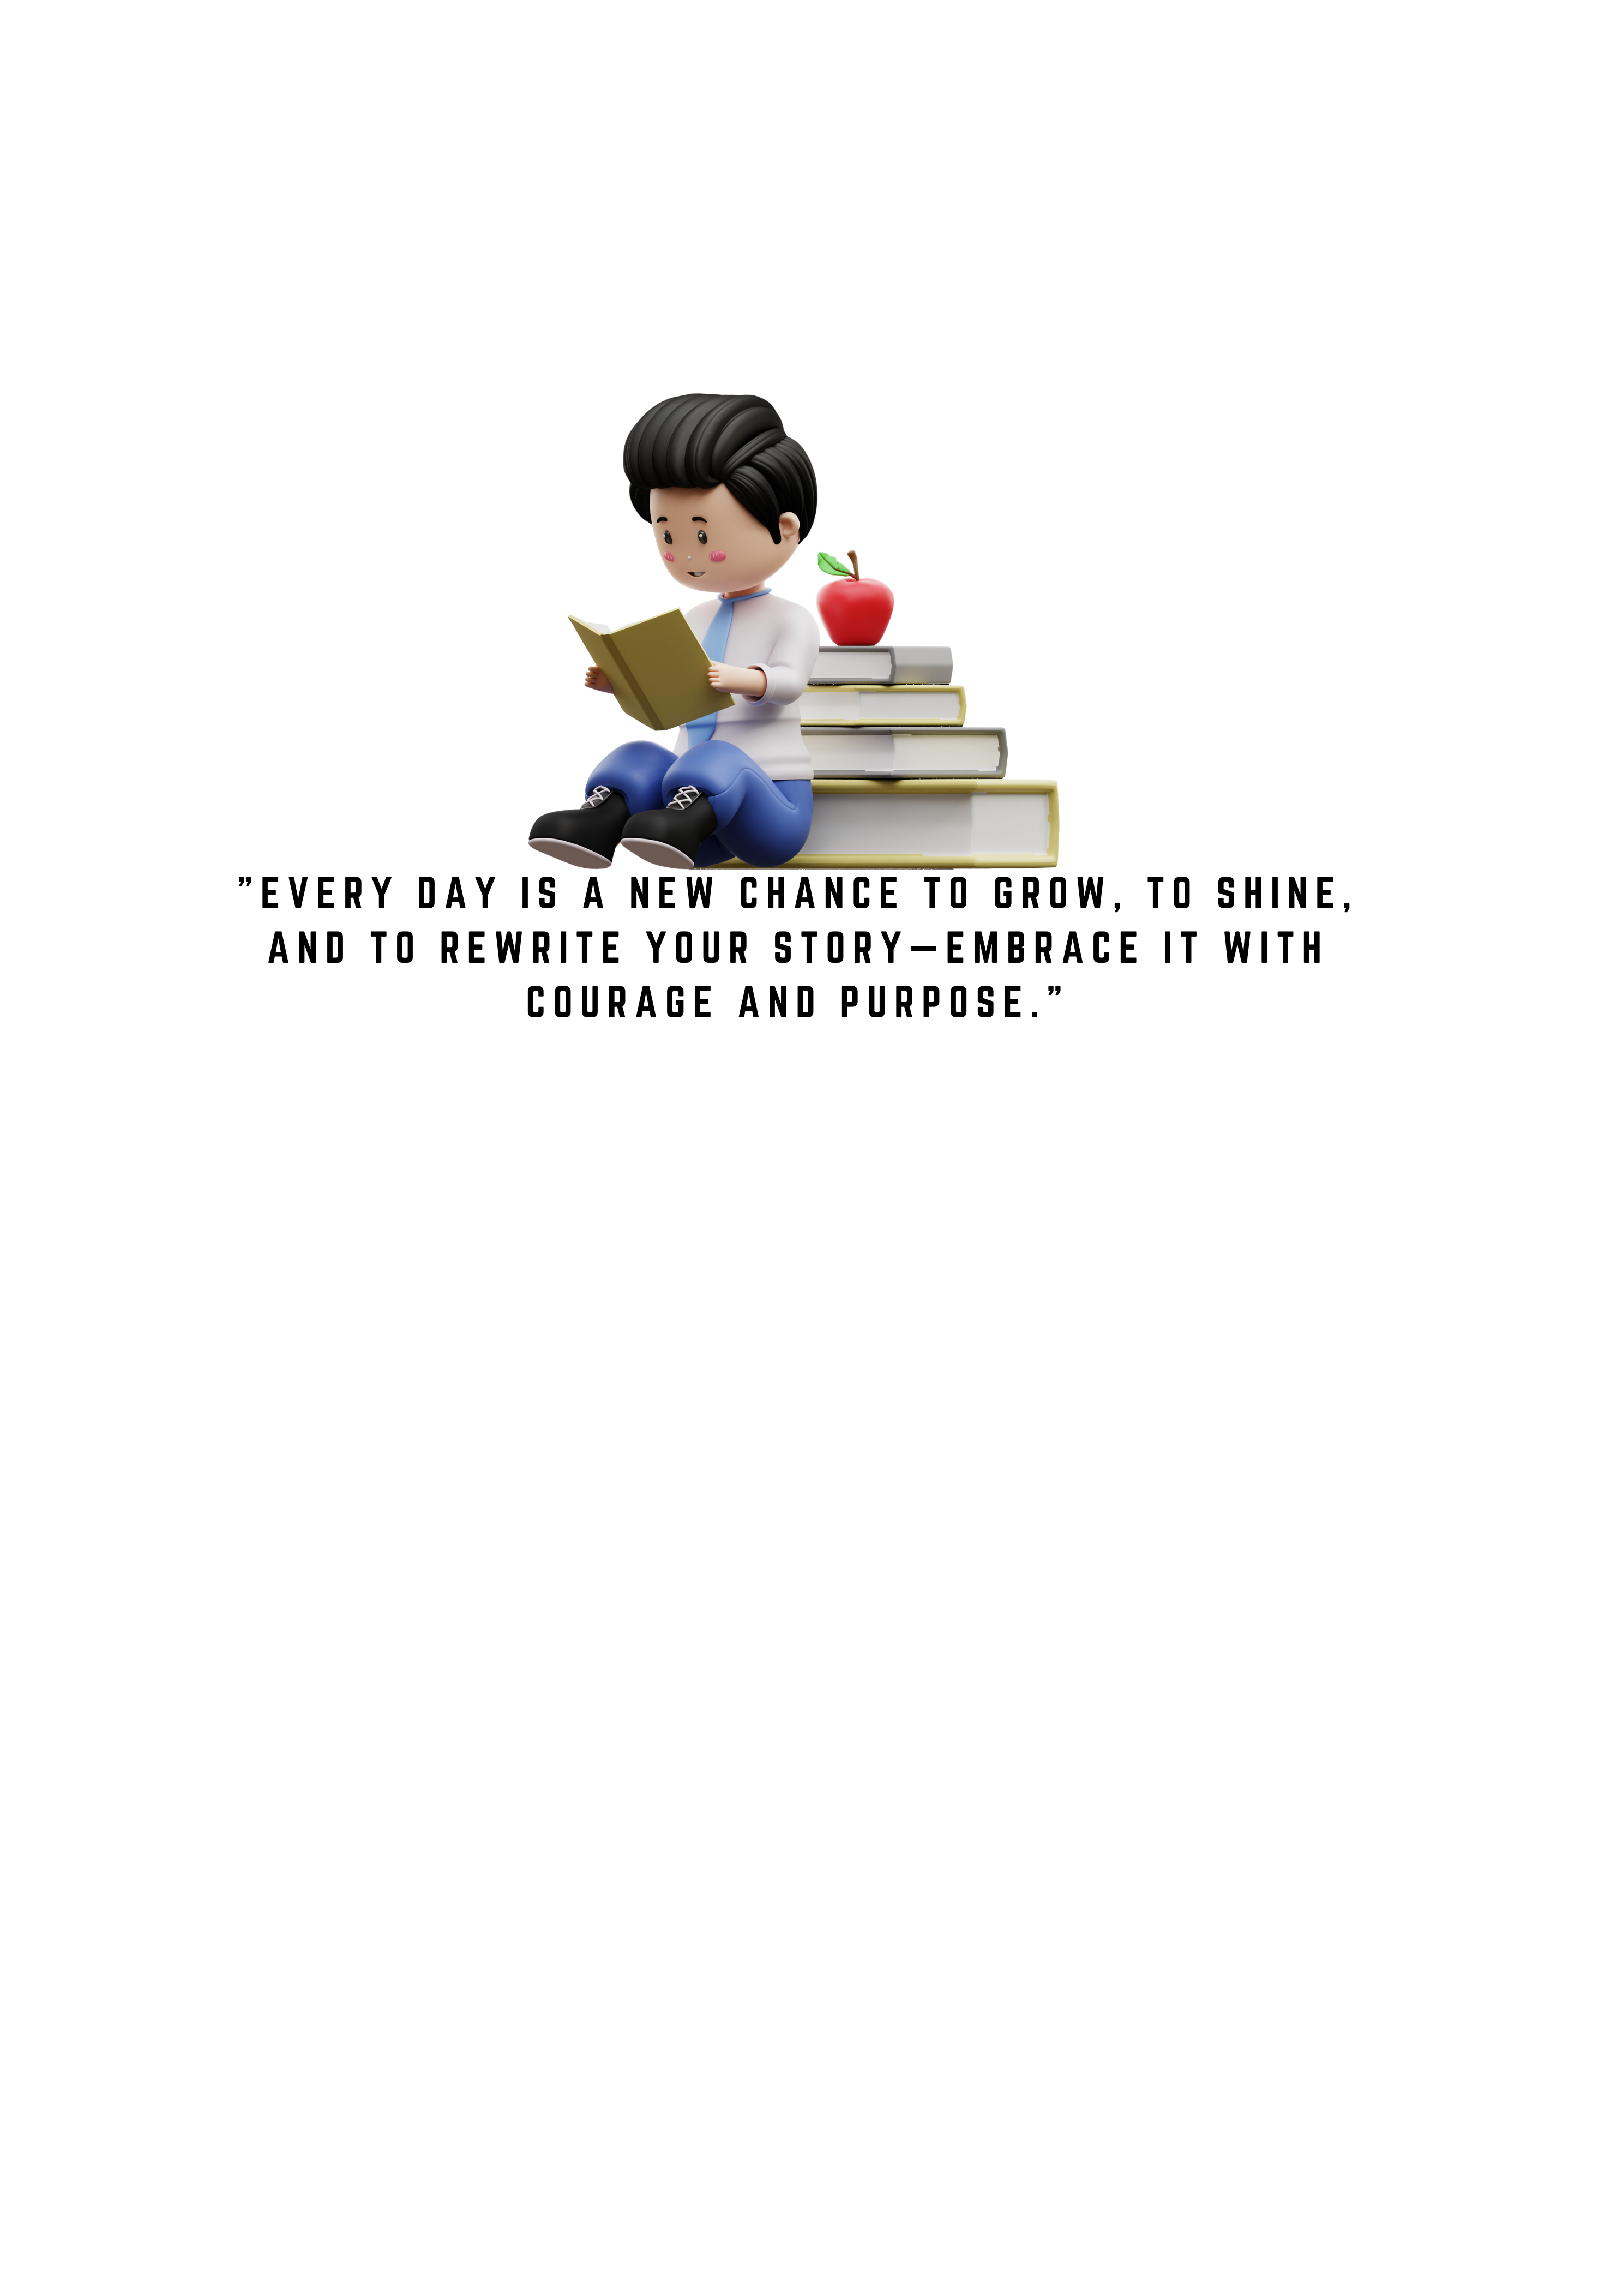 ”EVERY DAY IS A NEW CHANCE TO GROW, TO SHINE,
AND TO REWRITE YOUR STORY—EMBRACE IT WITH
COURAGE AND PURPOSE.”